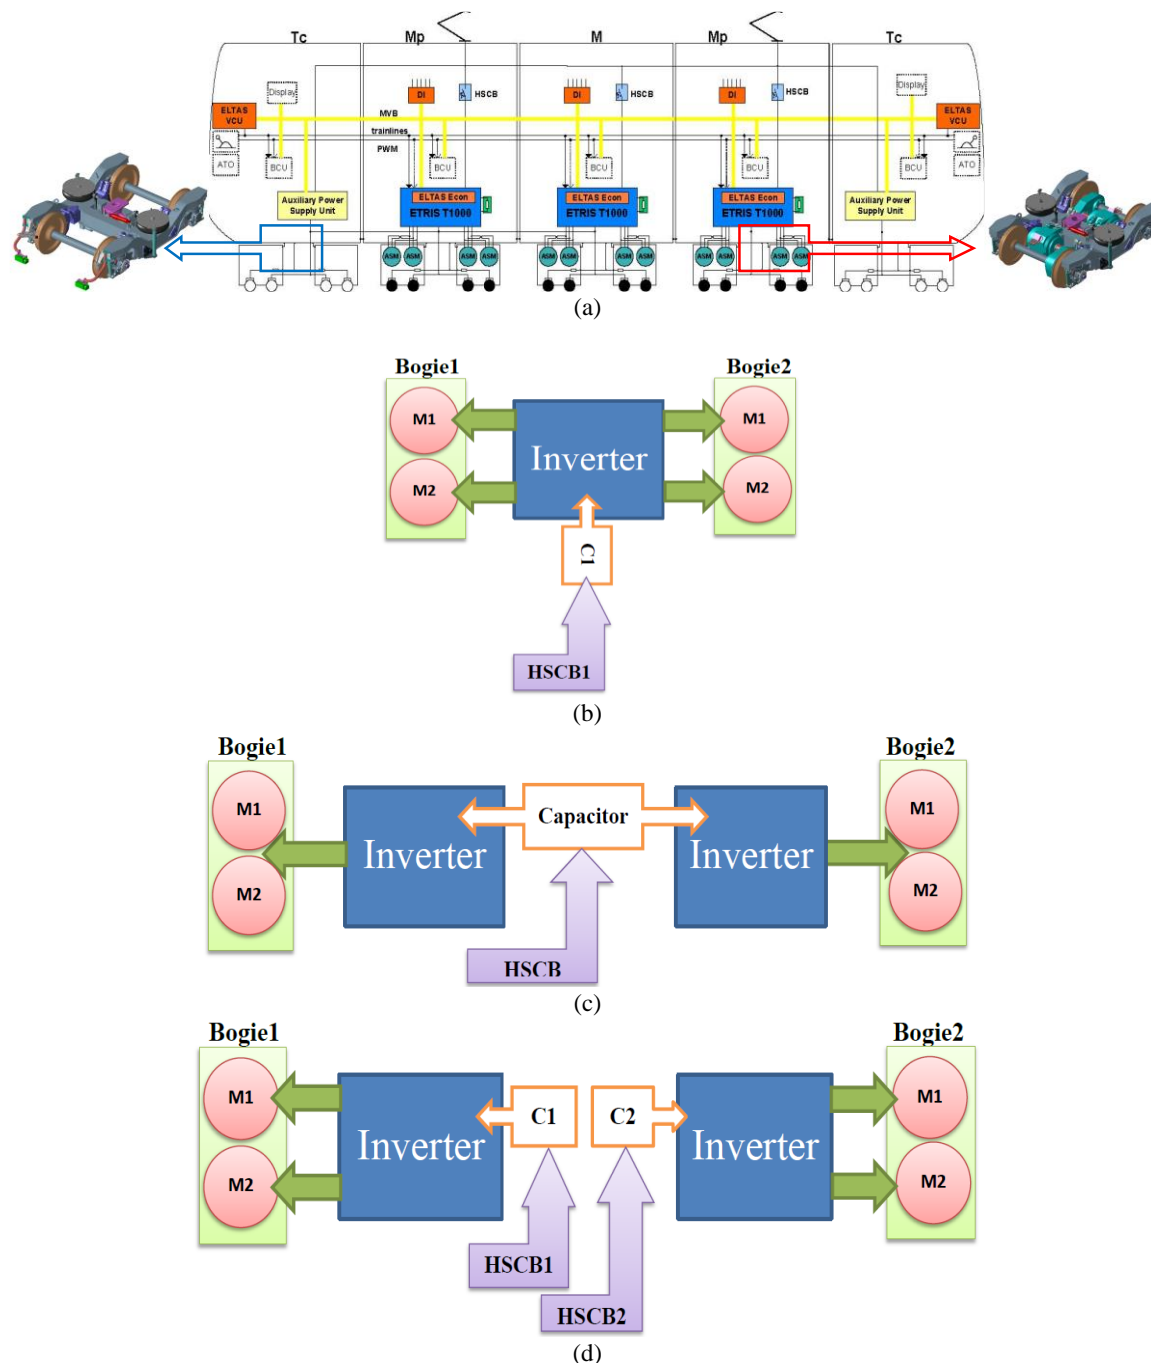 Tc Mp M Mp Tc
Display DI HSCB DI HSCB DI HSCB Display
ELTAS
VCU
MVB
ELTAS
VCU
trainlines
ATO PWM BCU BCU BCU BCU BCU ATO
Auxiliary Power
Supply Unit
ELTAS Econ
ETRIS T1000
ELTAS Econ
ETRIS T1000
ELTAS Econ
ETRIS T1000
Auxiliary Power
Supply Unit
ASM ASM ASM ASM ASM ASM ASM ASM ASM ASM ASM ASM
(a)
Bogie1 Bogie2
M1 Inverter M1
M2 M2
C1
HSCB1
(b)
Bogie1 Bogie2
M1 Capacitor M1
Inverter Inverter
M2 M2
HSCB
(c)
Bogie1 Bogie2
M1 C1 C2 M1
Inverter Inverter
M2 M2
HSCB1
HSCB2
(d)